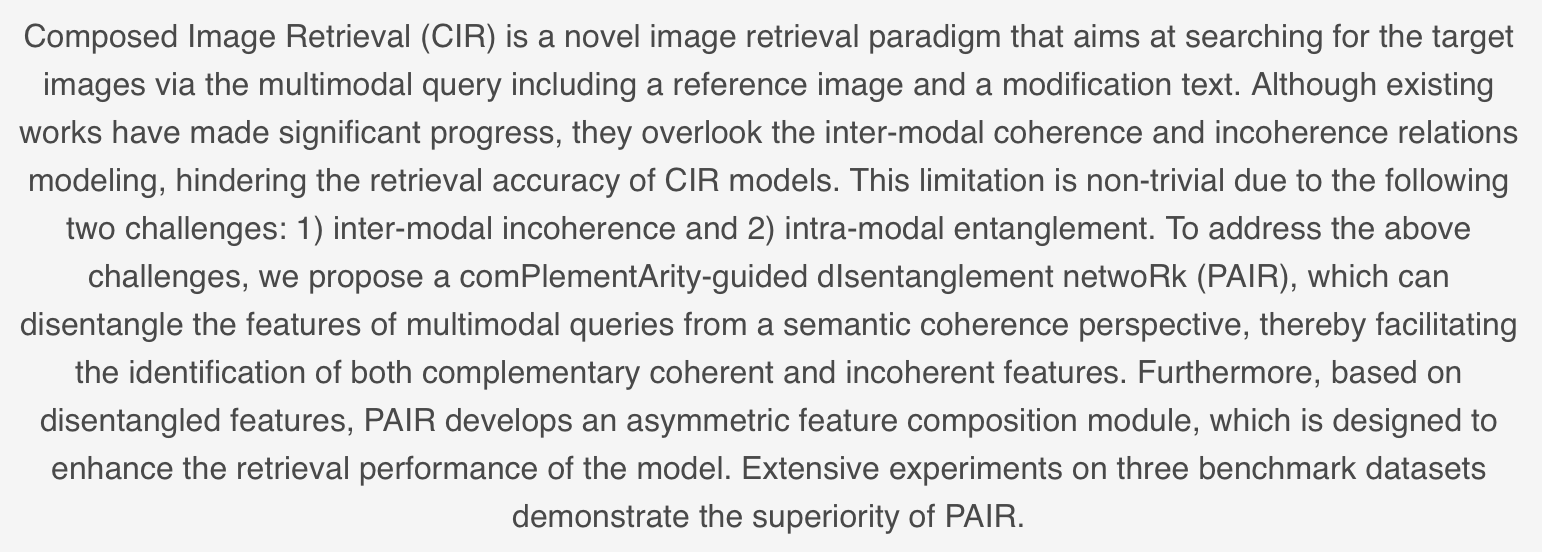 Composed Image Retrieval (CIR) is a novel image retrieval paradigm that aims at searching for the target
images via the multimodal query including a reference image and a modification text. Although existing
works have made significant progress, they overlook the inter-modal coherence and incoherence relations
modeling, hindering the retrieval accuracy of CIR models. This limitation is non-trivial due to the following
two challenges: 1) inter-modal incoherence and 2) intra-modal entanglement. To address the above
challenges, we propose a comPlementArity-guided dIsentanglement netwoRk (PAIR), which can
disentangle the features of multimodal queries from a semantic coherence perspective, thereby facilitating
the identification of both complementary coherent and incoherent features. Furthermore, based on
disentangled features, PAIR develops an asymmetric feature composition module, which is designed to
enhance the retrieval performance of the model. Extensive experiments on three benchmark datasets
demonstrate the superiority of PAIR.